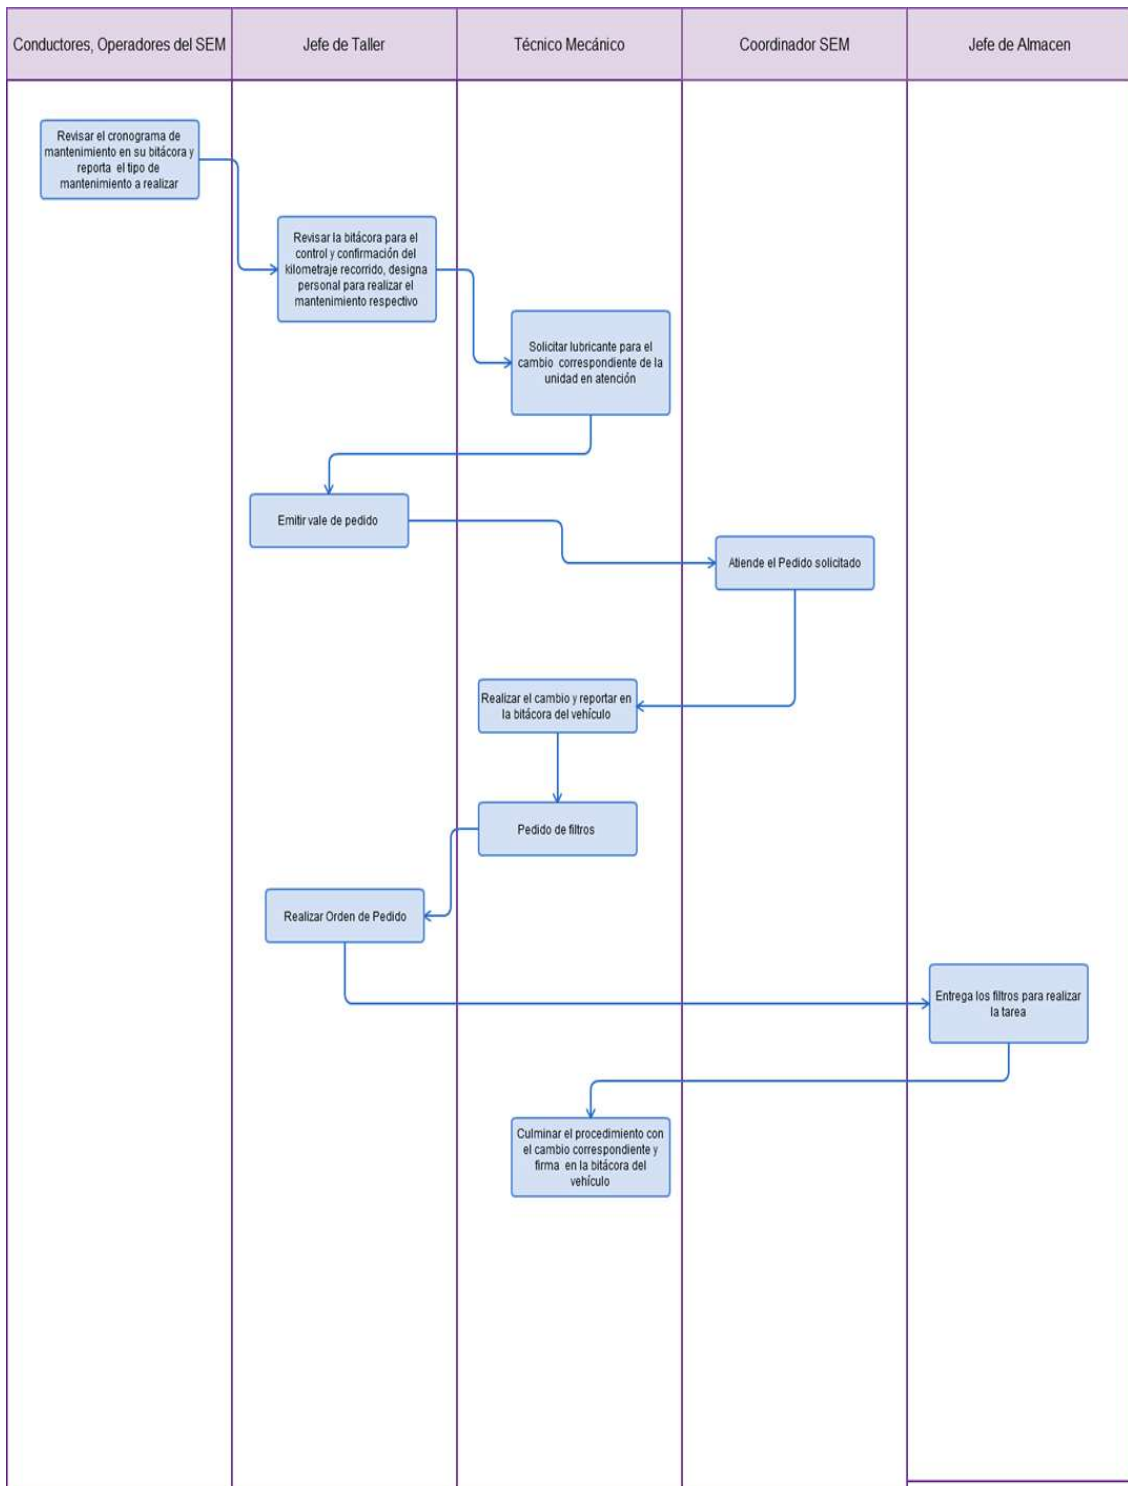 Conductores, Operadores del SEM
Jefe de Taller
Técnico Mecánico
Coordinador SEM
Jefe de Almacen
Revisar el cronograma de
mantenimiento en su bitácora y
reporta el tipo de
mantenimiento a realizar
Revisar la bitácora para el
control y confirmación del
kilometraje recorrido, designa
personal para realizar el
mantenimiento respectivo
Solicitar lubricante para el
cambio correspondiente de la
unidad en atención
Emitir vale de pedido
Atiende el Pedido solicitado
Realizar el cambio y reportar en
la bitácora del vehículo
Pedido de filtros
Realizar Orden de Pedido
Entrega los filtros para realizar
la tarea
Culminar el procedimiento con
el cambio correspondiente y
firma en la bitácora del
vehículo